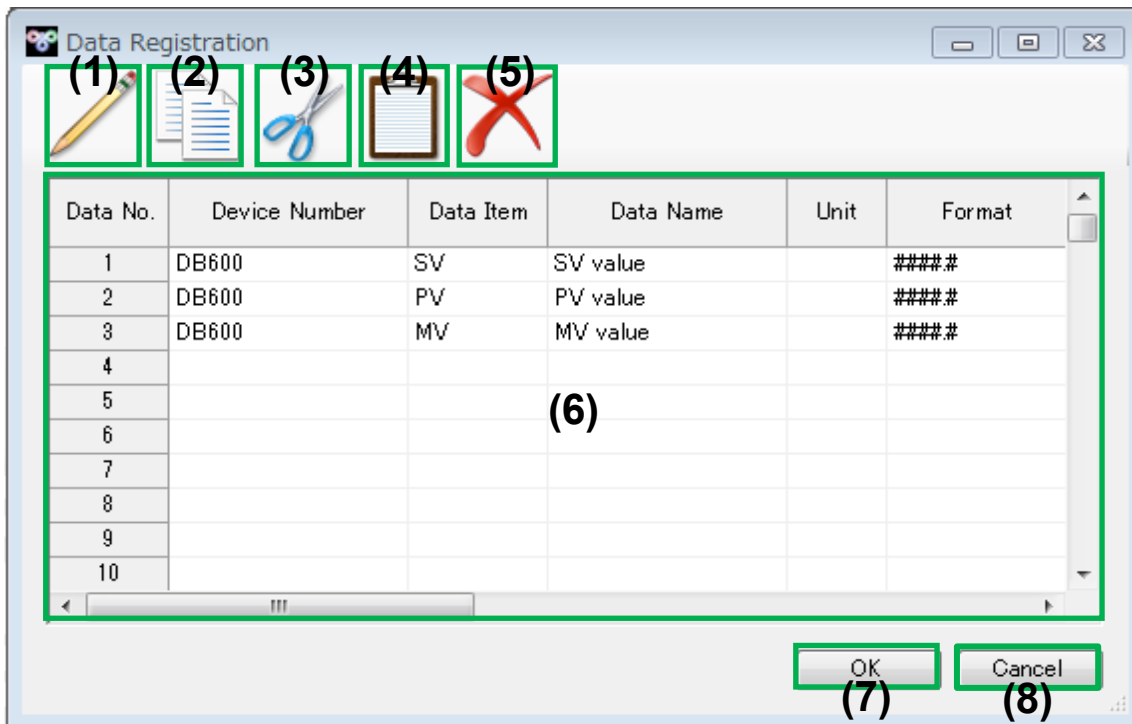 Data Registration
(1) (2) (3) (4) (5)
Data No. Device Number Data Item Data Name Unit Format
1 DB600 SV SV value ####.#
2 DB600 PV PV value ####.#
3 DB600 MV MV value ####.#
4
5
(6)
6
7
8
9
10
OK Cancel
(7) (8)